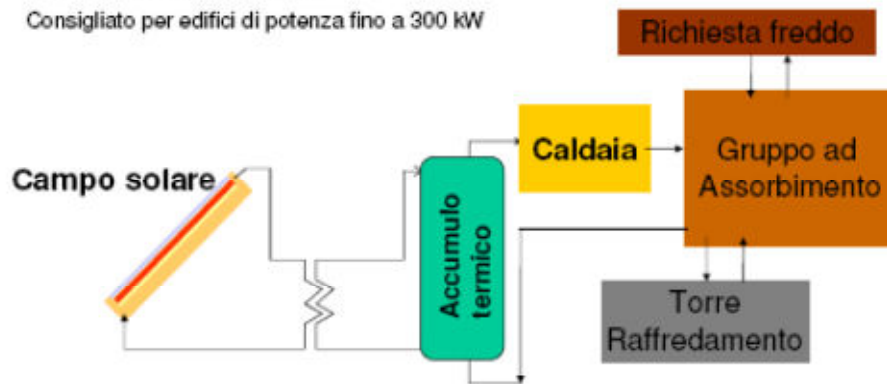 Consigliato per edifici di potenza fino a 300 kW
Richiesta freddo
Caldaia
Gruppo ad
Assorbimento
Campo solare
Accumulo
termico
Torre
Raffredamento